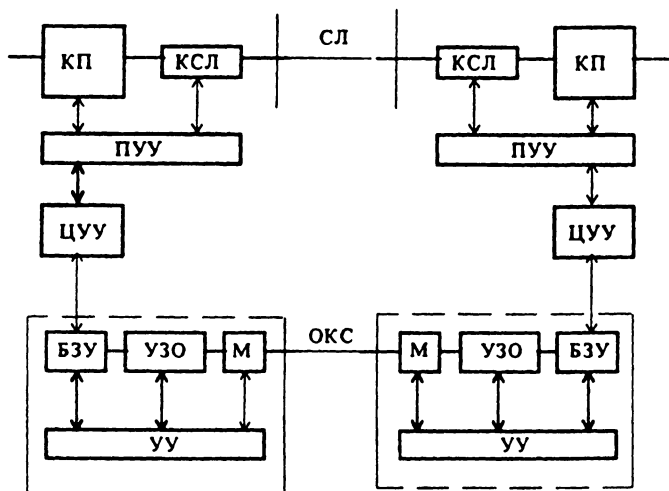 СЛ
КП КСЛ КСЛ КП
ПУУ ПУУ
ЦУУ ЦУУ
ОКС
БЗУ УЗО М М УЗО БЗУ
УУ УУ